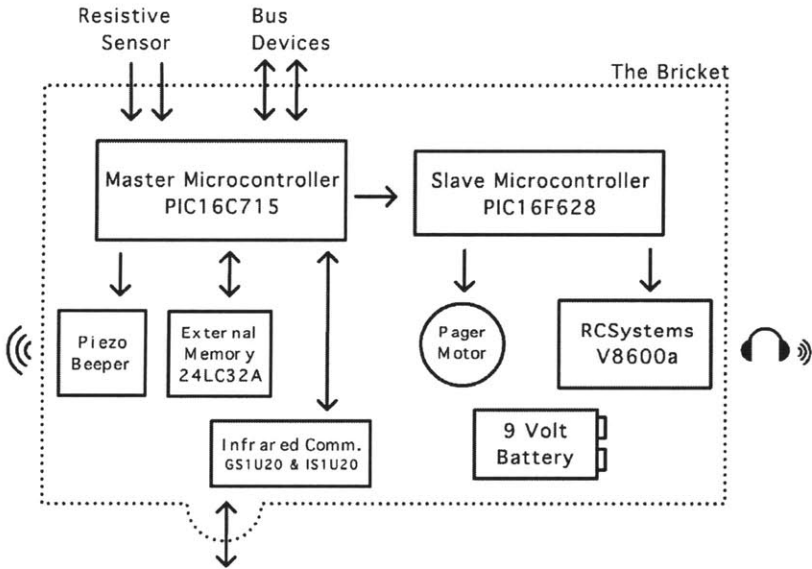 Resistive
Sensor
Bus
Devices
The Bricket
Master Microcontroller
PIC16C715
Slave Microcontroller
PIC16F628
Piezo
Beeper
External
Memory
24LC32A
Pager
Motor
RCSystems
V8600a
Infrared Comm.
GS1U20 & IS1U20
9 Volt
Battery